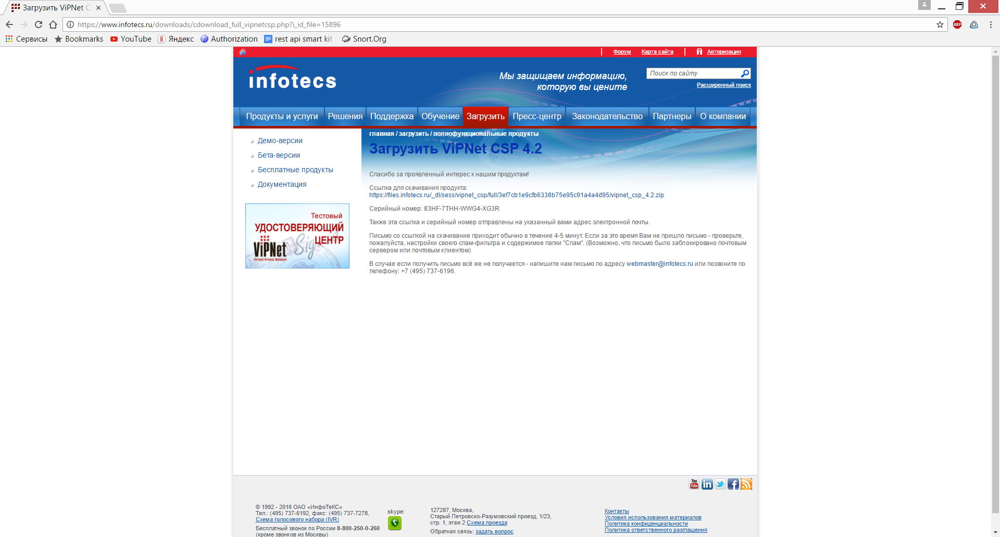 Загрузить ViPNet C
https://www.infotecs.ru/downloads/cdownload_full_vipnetcsp.php?i_id_file=15896
ABP
Сервисы Bookmarks YouTube Яндекс Authorization rest api smart kit Snort.Org
Форум Карта сайта Авторизация
infotecs
Мы защищаем информацию,
которую вы цените
Поиск по сайту
Расширенный поиск
Продукты и услуги Решения Поддержка Обучение Загрузить Пресс-центр Законодательство Партнеры О компании
Демо-версии
Бета-версии
Бесплатные продукты
Документация
Тестовый
УДОСТОВЕРЯЮЩИЙ
ЦЕНТР
ViPNet
Virtual Private Network
главная / загрузить / полнофункциональные продукты
Загрузить ViPNet CSP 4.2
Спасибо за проявленный интерес к нашим продуктам!
Ссылка для скачивания продукта:
https://files.infotecs.ru/_dl/sess/vipnet_csp/full/3ef7cb1e9cfb6338b75e95c91a4a4d95/vipnet_csp_4.2.zip
Серийный номер: 83HF-7THH-WWG4-XG3R
Также эта ссылка и серийный номер отправлены на указанный вами адрес электронной почты.
Письмо со ссылкой на скачивание приходит обычно в течение 4-5 минут. Если за это время Вам не пришло письмо - проверьте,
пожалуйста, настройки своего спам-фильтра и содержимое папки "Спам". (Возможно, что письмо было заблокировано почтовым
сервером или почтовым клиентом)
В случае если получить письмо всё же не получается - напишите нам письмо по адресу webmaster@infotecs.ru или позвоните по
телефону: +7 (495) 737-6196.
You Tube in f
© 1992 - 2016 ОАО «ИнфоТеКС»
Тел.: (495) 737-6192, факс: (495) 737-7278,
Схема голосового набора (IVR)
Бесплатный звонок по России 8-800-250-0-260
(кроме звонков из Москвы)
skype:
127287, Москва,
Старый Петровско-Разумовский проезд, 1/23,
стр. 1, этаж 2 Схема проезда
Обратная связь: задать вопрос
Контакты
Условия использования материалов
Политика конфиденциальности
Политика ответственного разглашения